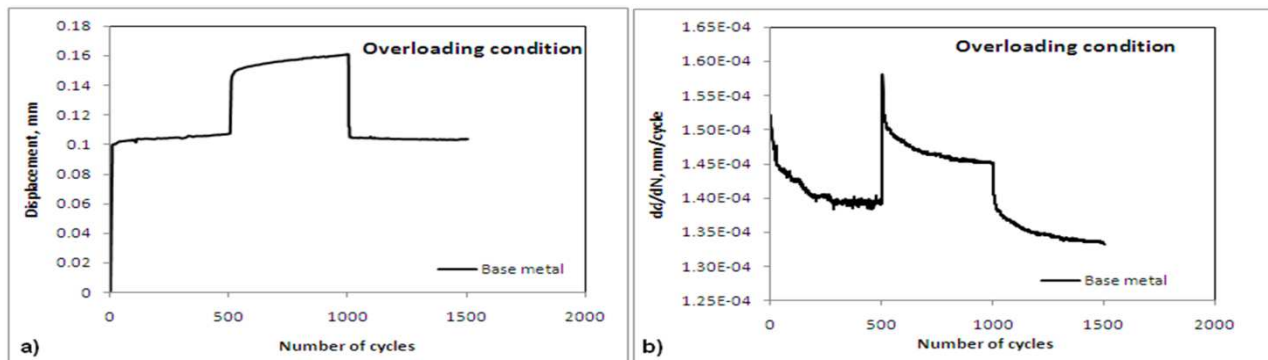 0.18
0.16
0.14
0.12
0.1
0.08
0.06
0.04
0.02
0
Displacement, mm
Overloading condition
Base metal
0 500 1000 1500 2000
Number of cycles
a)
1.65E-04
1.60E-04
1.55E-04
1.50E-04
1.45E-04
1.40E-04
1.35E-04
1.30E-04
1.25E-04
dd/dN, mm/cycle
Overloading condition
Base metal
0 500 1000 1500 2000
Number of cycles
b)